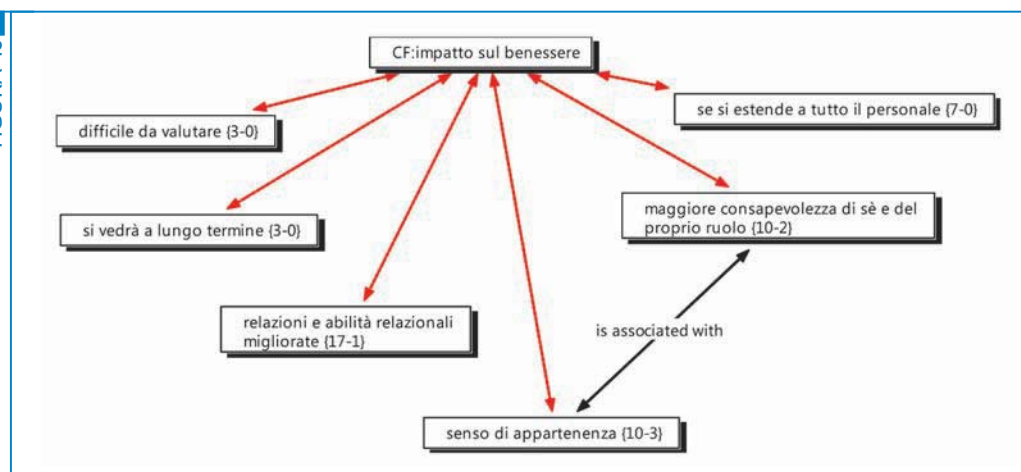 CF:impatto sul benessere
se si estende a tutto il personale {7-0}
difficile da valutare {3-0}
maggiore consapevolezza di sè e del
proprio ruolo {10-2}
si vedrà a lungo termine {3-0}
relazioni e abilità relazionali
migliorate {17-1}
is associated with
senso di appartenenza {10-3}